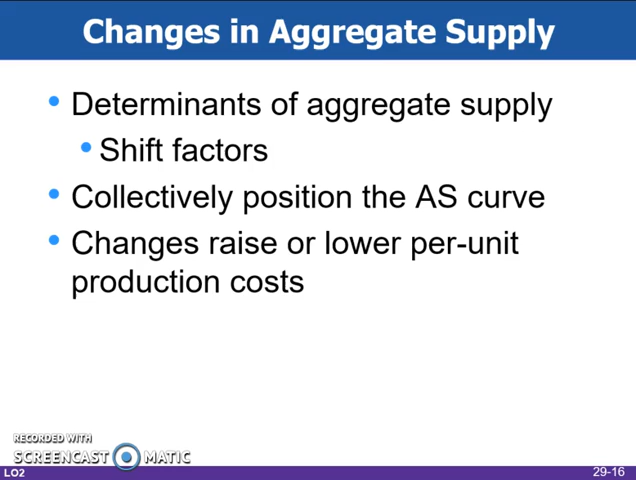 Changes in Aggregate Supply
• Determinants of aggregate supply
• Shift factors
• Collectively position the AS curve
• Changes raise or lower per-unit
production costs
RECORDED WITH
SCREENCAST MATIC
LO2
29-16